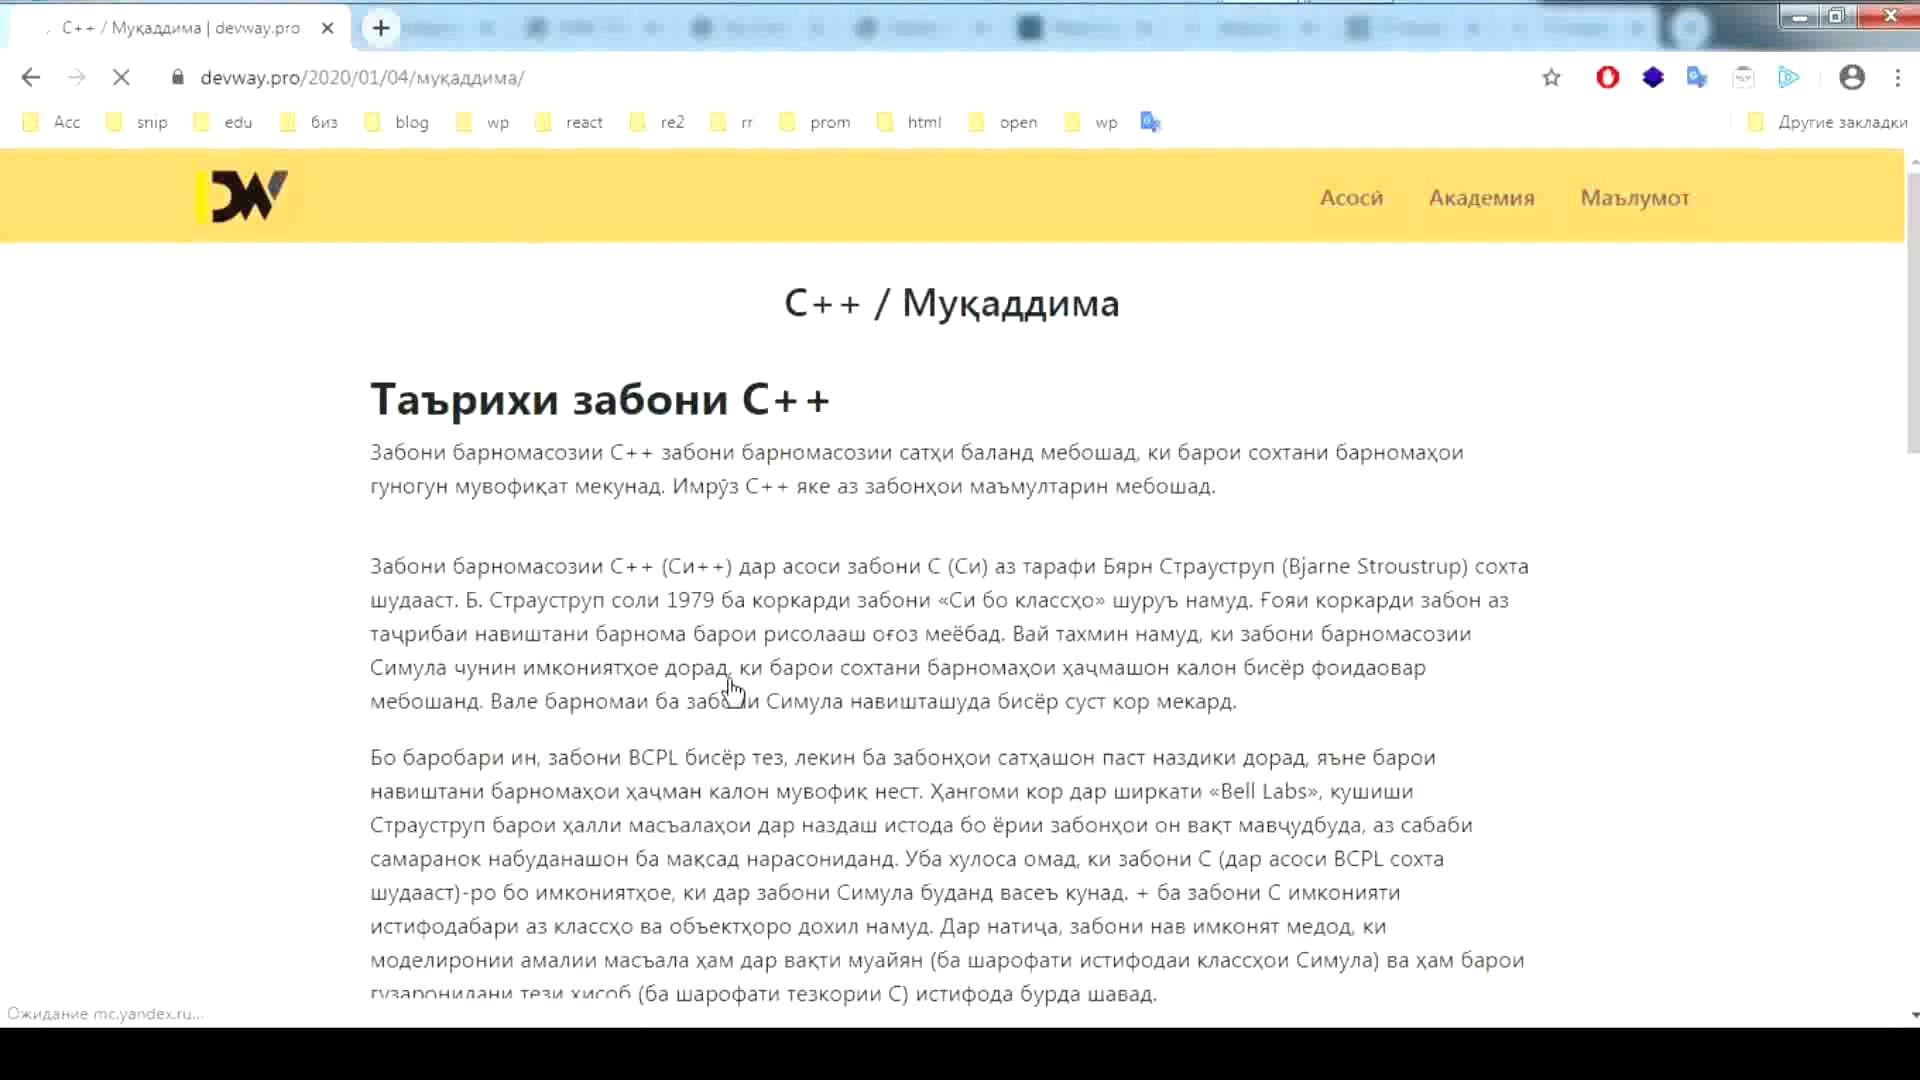 C++ / Муқаддима | devway.pro
devway.pro/2020/01/04/муқаддима/
Acc snip edu биз blog wp react re2 rr prom html open wp Другие закладки
DW Асосӣ Академия Маълумот
C++ / Муқаддима
Таърихи забони C++
Забони барномасозии C++ забони барномасозии сатҳи баланд мебошад, ки барои сохтани барномаҳои
гуногун мувофиқат мекунад. Имрӯз C++ яке аз забонҳои маъмултарин мебошад.
Забони барномасозии C++ (Си++) дар асоси забони C (Си) аз тарафи Бярн Страуструп (Bjarne Stroustrup) сохта
шудааст. Б. Страуструп соли 1979 ба коркарди забони «Си бо классҳо» шуруъ намуд. Ғояи коркарди забон аз
таҷрибаи навиштани барнома барои рисолааш оғоз меёбад. Вай тахмин намуд, ки забони барномасозии
Симула чунин имкониятҳое дорад, ки барои сохтани барномаҳои ҳаҷмашон калон бисёр фоидаовар
мебошанд. Вале барномаи ба забони Симула навишташуда бисёр суст кор мекард.
Бо баробари ин, забони BCPL бисёр тез, лекин ба забонҳои сатҳашон паст наздики дорад, яъне барои
навиштани барномаҳои ҳаҷман калон мувофиқ нест. Ҳангоми кор дар ширкати «Bell Labs», кушиши
Страуструп барои ҳалли масъалаҳои дар наздаш истода бо ёрии забонҳои он вақт мавҷудбуда, аз сабаби
самаранок набуданашон ба мақсад нарасониданд. Уба хулоса омад, ки забони C (дар асоси BCPL сохта
шудааст)-ро бо имкониятҳое, ки дар забони Симула буданд васеъ кунад. + ба забони C имконияти
истифодабари аз классҳо ва объектҳоро дохил намуд. Дар натиҷа, забони нав имконят медод, ки
моделиронии амалии масъала ҳам дар вақти муайян (ба шарофати истифодаи классҳои Симула) ва ҳам барои
гузаронидани тези ҳисоб (ба шарофати тезкории C) истифода бурда шавад.
Ожидание mc.yandex.ru...